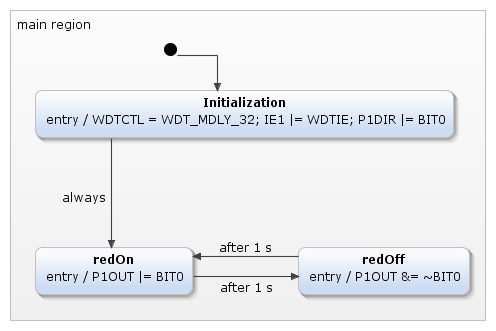 main region
Initialization
entry / WDTCTL = WDT_MDLY_32; IE1 |= WDTIE; P1DIR |= BIT0
always
redOn
entry / P1OUT |= BIT0
after 1 s
after 1 s
redOff
entry / P1OUT &= ~BIT0